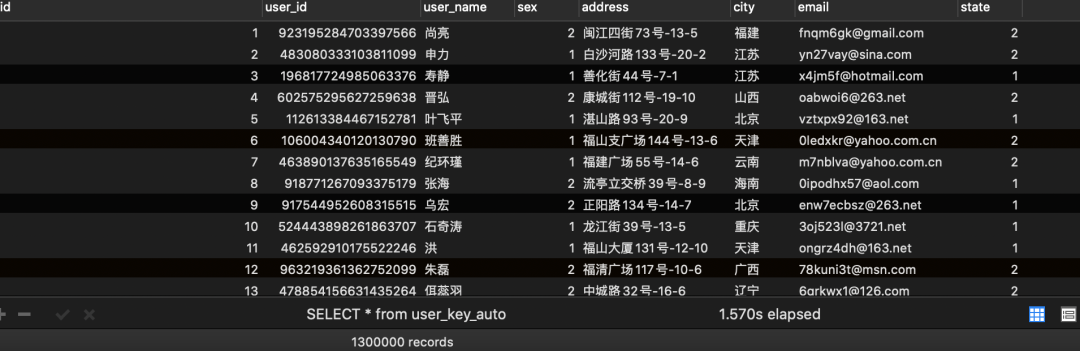 id user_id user_name sex address city email state
1 923195284703397566 尚亮 2 闽江四街73号-13-5 福建 fnqm6gk@gmail.com 2
2 483080333103811099 申力 1 白沙河路133号-20-2 江苏 yn27vay@sina.com 2
3 196817724985063376 寿静 1 善化街44号-7-1 江苏 x4jm5f@hotmail.com 1
4 602575295627259638 晋弘 2 康城街112号-19-10 山西 oabwoi6@263.net 2
5 112613384467152781 叶飞平 1 湛山路93号-20-9 北京 vztxpx92@163.net 1
6 106004340120130790 班善胜 1 福山支广场144号-13-6 天津 0ledxkr@yahoo.com.cn 2
7 463890137635165549 纪环瑾 1 福建广场55号-14-6 云南 m7nblva@yahoo.com.cn 2
8 918771267093375179 张海 2 流亭立交桥39号-8-9 海南 0ipodhx57@aol.com 1
9 917544952608315515 乌宏 2 正阳路134号-14-7 北京 enw7ecbsz@263.net 1
10 524443898261863707 石奇涛 1 龙江街39号-13-5 重庆 3oj523l@3721.net 1
11 462592910175522246 洪 1 福山大厦131号-12-10 天津 ongrz4dh@163.net 1
12 963219361362752099 朱磊 2 福清广场117号-10-6 广西 78kuni3t@msn.com 2
13 478854156631435264 佴蕊羽 2 中城路32号-16-6 辽宁 6qrkwx1@126.com 2
SELECT * from user_key_auto 1.570s elapsed
1300000 records